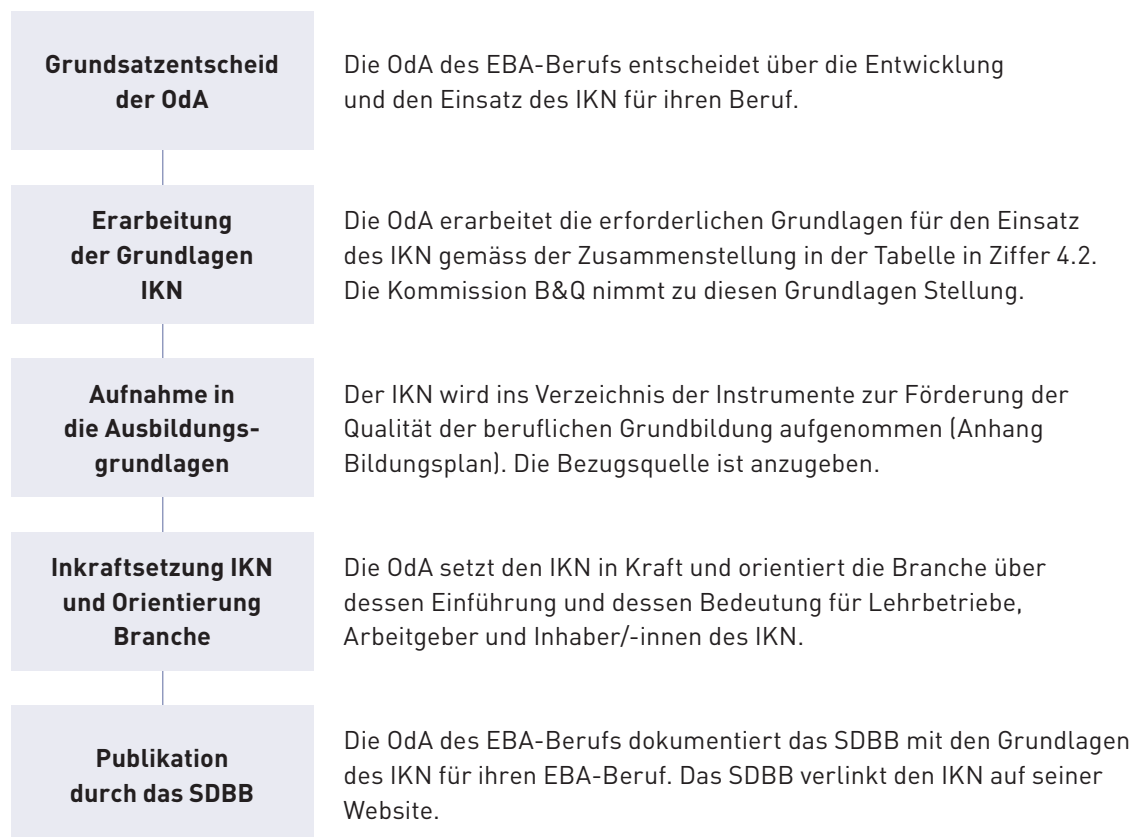 Grundsatzentscheid
der OdA
Die OdA des EBA-Berufs entscheidet über die Entwicklung
und den Einsatz des IKN für ihren Beruf.
Erarbeitung
der Grundlagen
IKN
Die OdA erarbeitet die erforderlichen Grundlagen für den Einsatz
des IKN gemäss der Zusammenstellung in der Tabelle in Ziffer 4.2.
Die Kommission B&Q nimmt zu diesen Grundlagen Stellung.
Aufnahme in
die Ausbildungs-
grundlagen
Der IKN wird ins Verzeichnis der Instrumente zur Förderung der
Qualität der beruflichen Grundbildung aufgenommen (Anhang
Bildungsplan). Die Bezugsquelle ist anzugeben.
Inkraftsetzung IKN
und Orientierung
Branche
Die OdA setzt den IKN in Kraft und orientiert die Branche über
dessen Einführung und dessen Bedeutung für Lehrbetriebe,
Arbeitgeber und Inhaber/-innen des IKN.
Publikation
durch das SDBB
Die OdA des EBA-Berufs dokumentiert das SDBB mit den Grundlagen
des IKN für ihren EBA-Beruf. Das SDBB verlinkt den IKN auf seiner
Website.